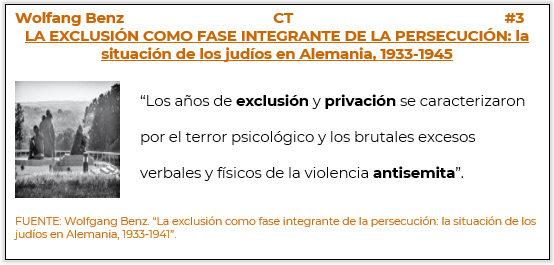 Wolfang Benz CT #3
LA EXCLUSIÓN COMO FASE INTEGRANTE DE LA PERSECUCIÓN: la
situación de los judíos en Alemania, 1933-1945
“Los años de exclusión y privación se caracterizaron
por el terror psicológico y los brutales excesos
verbales y físicos de la violencia antisemita”.
FUENTE: Wolfgang Benz. “La exclusión como fase integrante de la persecución: la situación de los
judíos en Alemania, 1933-1941”.